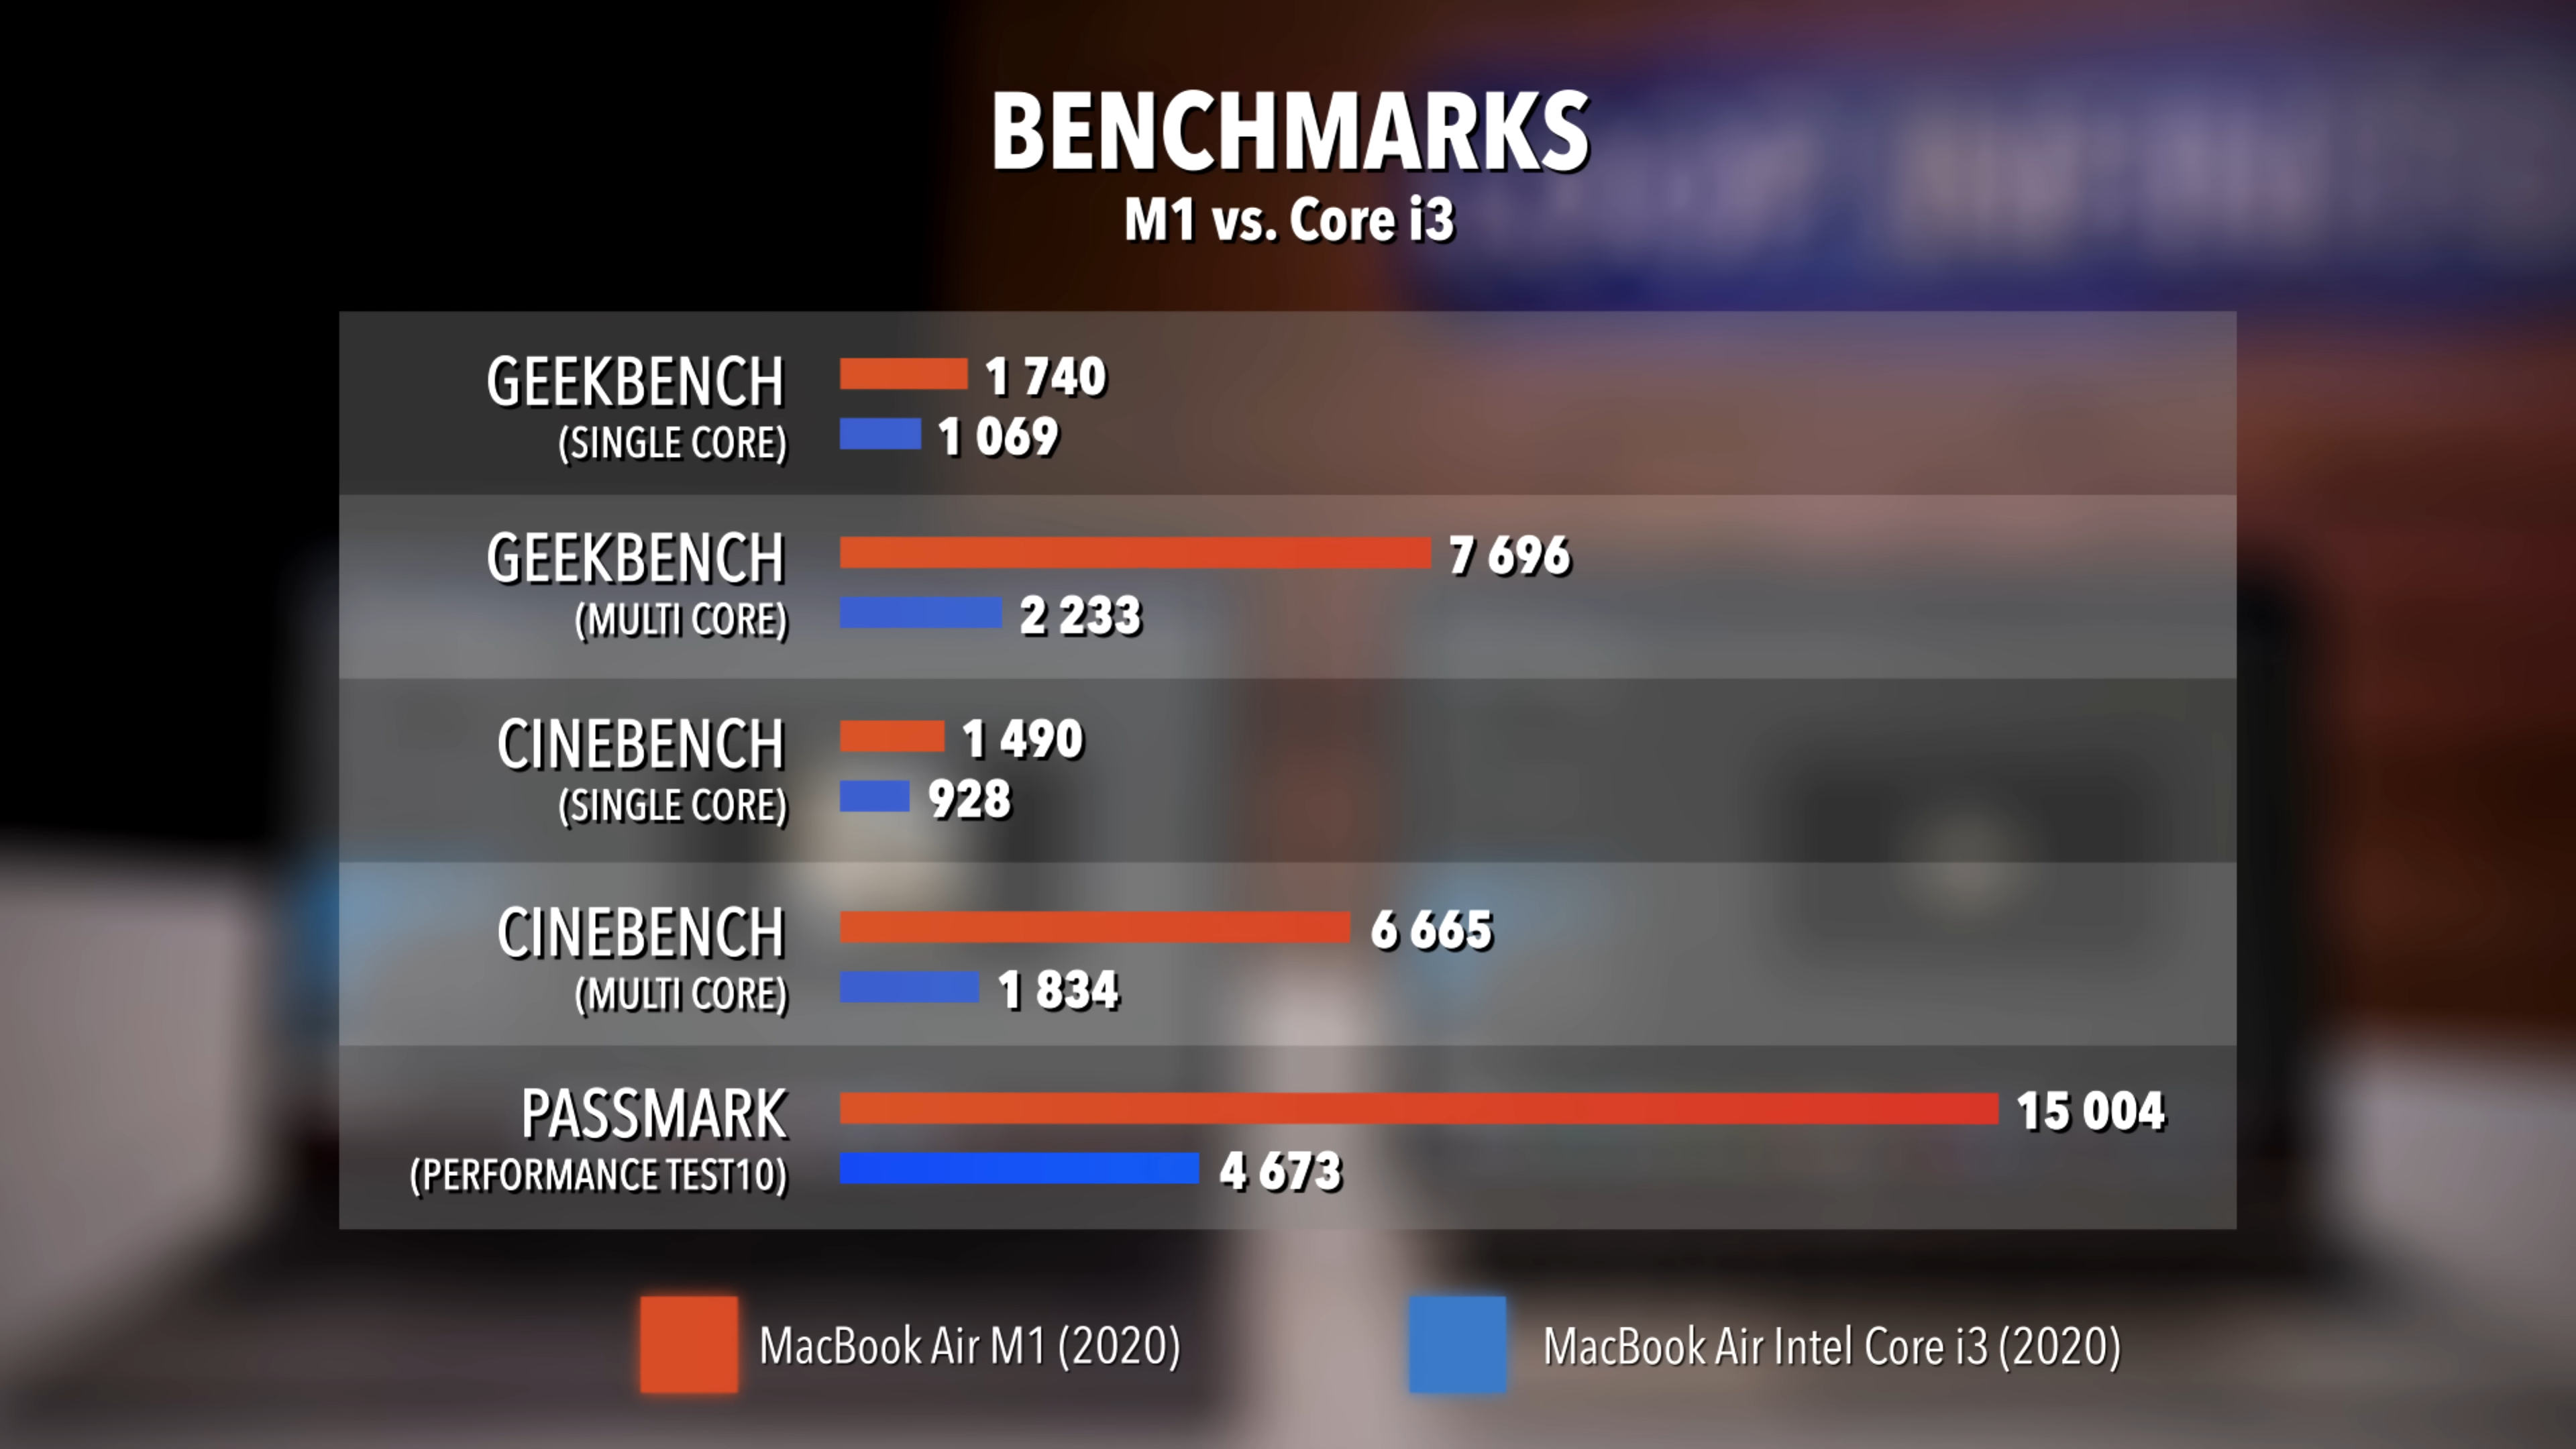 BENCHMARKS
M1 vs. Core i3
GEEKBENCH
(SINGLE CORE)
1 740
1 069
GEEKBENCH
(MULTI CORE)
7 696
2 233
CINEBENCH
(SINGLE CORE)
1 490
928
CINEBENCH
(MULTI CORE)
6 665
1 834
PASSMARK
(PERFORMANCE TEST10)
15 004
4 673
MacBook Air M1 (2020)
MacBook Air Intel Core i3 (2020)